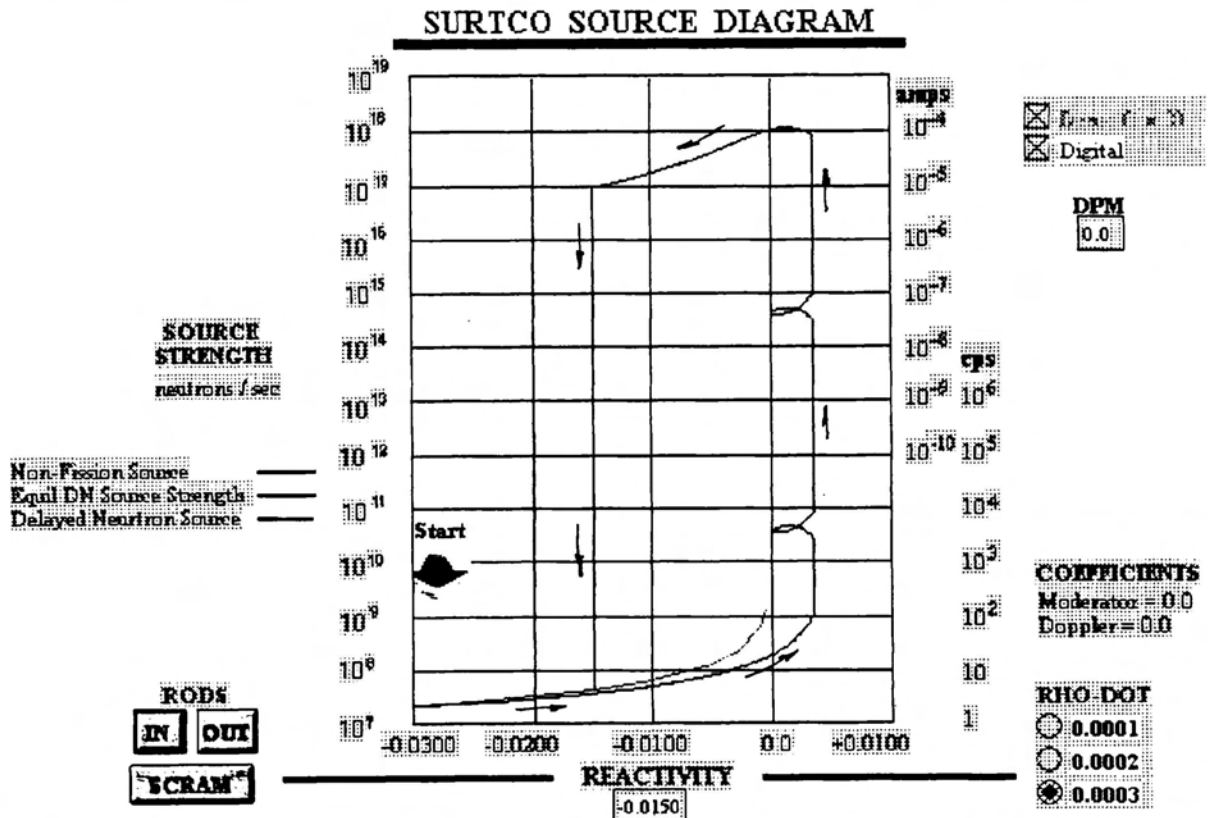 SURTCO SOURCE DIAGRAM
10^19
10^18
10^17
10^16
10^15
10^14
10^13
10^12
10^11
10^10
10^9
10^8
10^7
SOURCE
STRENGTH
neutrons / sec
Non-Fission Source
Equil DN Source Strength
Delayed Neutron Source
Start
amps
10^-4
10^-5
10^-6
10^-7
10^-8
10^-9
10^-10
cps
10^6
10^5
10^4
10^3
10^2
10
1
Digital
DPM
0.0
COEFFICIENTS
Moderator = 0.0
Doppler = 0.0
RODS
IN OUT
SCRAM
-0.0300 -0.0200 -0.0100 0.0 +0.0100
REACTIVITY
-0.0150
RHO-DOT
0.0001
0.0002
0.0003